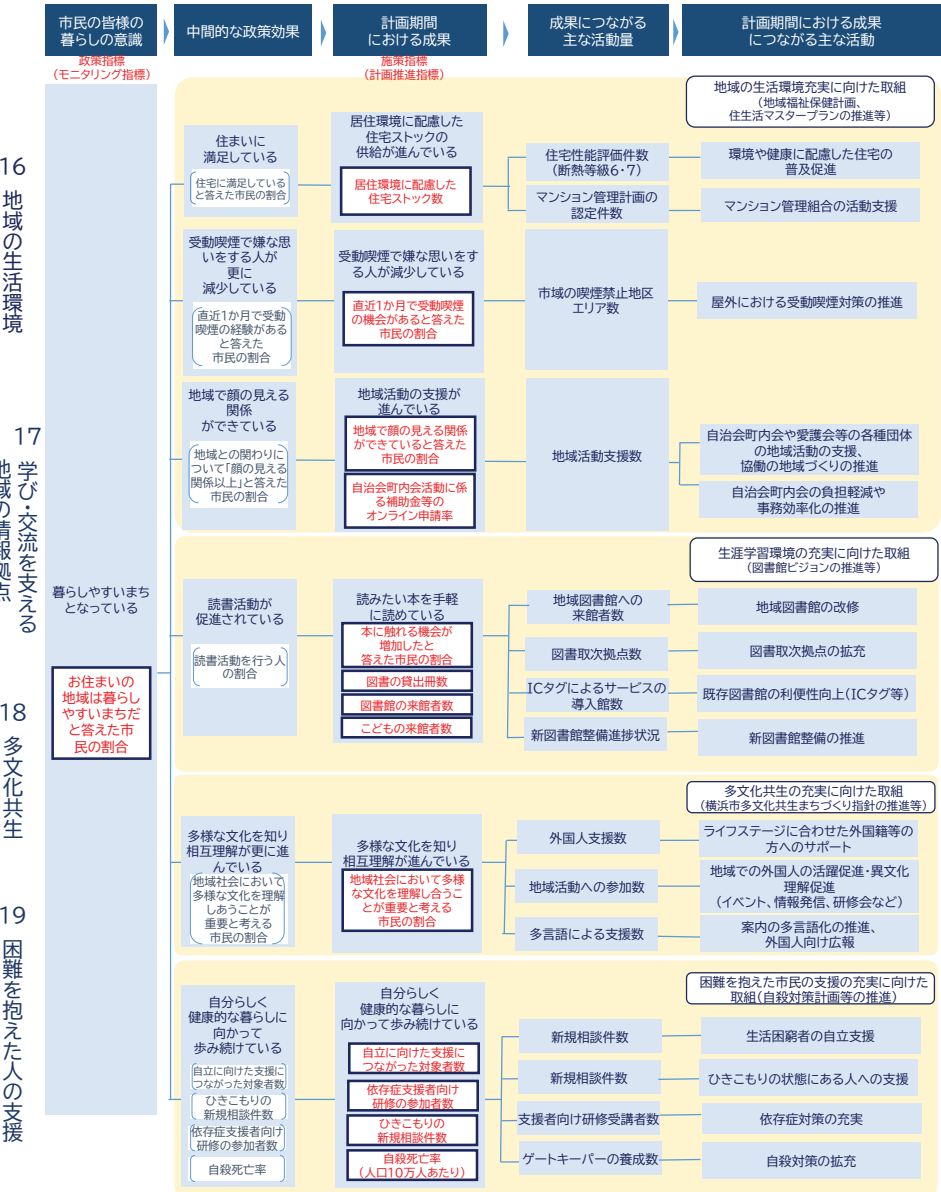 市民の皆様の
暮らしの意識
中間的な政策効果
計画期間
における成果
成果につながる
主な活動量
計画期間における成果
につながる主な活動
政策指標
（モニタリング指標）
施策指標
（計画推進指標）
16 地域の生活環境
17 学び・交流を支える
地域の情報拠点
18 多文化共生
19 困難を抱えた人の支援
暮らしやすいまち
となっている
お住まいの
地域は暮らし
やすいまちだ
と答えた市
民の割合
地域の生活環境充実に向けた取組
（地域福祉保健計画、
住生活マスタープランの推進等）
住まいに
満足している
住宅に満足している
と答えた市民の割合
居住環境に配慮した
住宅ストックの
供給が進んでいる
居住環境に配慮した
住宅ストック数
住宅性能評価件数
（断熱等級6・7）
環境や健康に配慮した住宅の
普及促進
マンション管理計画の
認定件数
マンション管理組合の活動支援
受動喫煙で嫌な思
いをする人が
更に
減少している
直近1か月で受動
喫煙の経験がある
と答えた
市民の割合
受動喫煙で嫌な思いをす
る人が減少している
直近1か月で受動喫煙
の機会があると答えた
市民の割合
市域の喫煙禁止地区
エリア数
屋外における受動喫煙対策の推進
地域で顔の見える
関係
ができている
地域との関わりに
ついて「顔の見える
関係以上」と答えた
市民の割合
地域活動の支援が
進んでいる
地域で顔の見える関係
ができていると答えた
市民の割合
自治会町内会活動に係
る補助金等の
オンライン申請率
地域活動支援数
自治会町内会や愛護会等の各種団体
の地域活動の支援、
協働の地域づくりの推進
自治会町内会の負担軽減や
事務効率化の推進
生涯学習環境の充実に向けた取組
（図書館ビジョンの推進等）
読書活動が
促進されている
読書活動を行う人
の割合
読みたい本を手軽
に読めている
本に触れる機会が
増加したと
答えた市民の割合
図書の貸出冊数
図書館の来館者数
こどもの来館者数
地域図書館への
来館者数
地域図書館の改修
図書取次拠点数
図書取次拠点の拡充
ICタグによるサービスの
導入館数
既存図書館の利便性向上（ICタグ等）
新図書館整備進捗状況
新図書館整備の推進
多文化共生の充実に向けた取組
（横浜市多文化共生まちづくり指針の推進等）
多様な文化を知り
相互理解が更に進
んでいる
地域社会において
多様な文化を理解
しあうことが
重要と考える
市民の割合
多様な文化を知り
相互理解が進んでいる
地域社会において多様
な文化を理解し合うこ
とが重要と考える
市民の割合
外国人支援数
ライフステージに合わせた外国籍等の
方へのサポート
地域活動への参加数
地域での外国人の活躍促進・異文化
理解促進
（イベント、情報発信、研修会など）
多言語による支援数
案内の多言語化の推進、
外国人向け広報
困難を抱えた市民の支援の充実に向けた
取組（自殺対策計画等の推進）
自分らしく
健康的な暮らしに
向かって
歩み続けている
自立に向けた支援に
つながった対象者数
ひきこもりの
新規相談件数
依存症支援者向け
研修の参加者数
自殺死亡率
自分らしく
健康的な暮らしに
向かって歩み続けている
自立に向けた支援に
つながった対象者数
依存症支援者向け
研修の参加者数
ひきこもりの
新規相談件数
自殺死亡率
（人口10万人あたり）
新規相談件数
生活困窮者の自立支援
新規相談件数
ひきこもりの状態にある人への支援
支援者向け研修受講者数
依存症対策の充実
ゲートキーパーの養成数
自殺対策の拡充